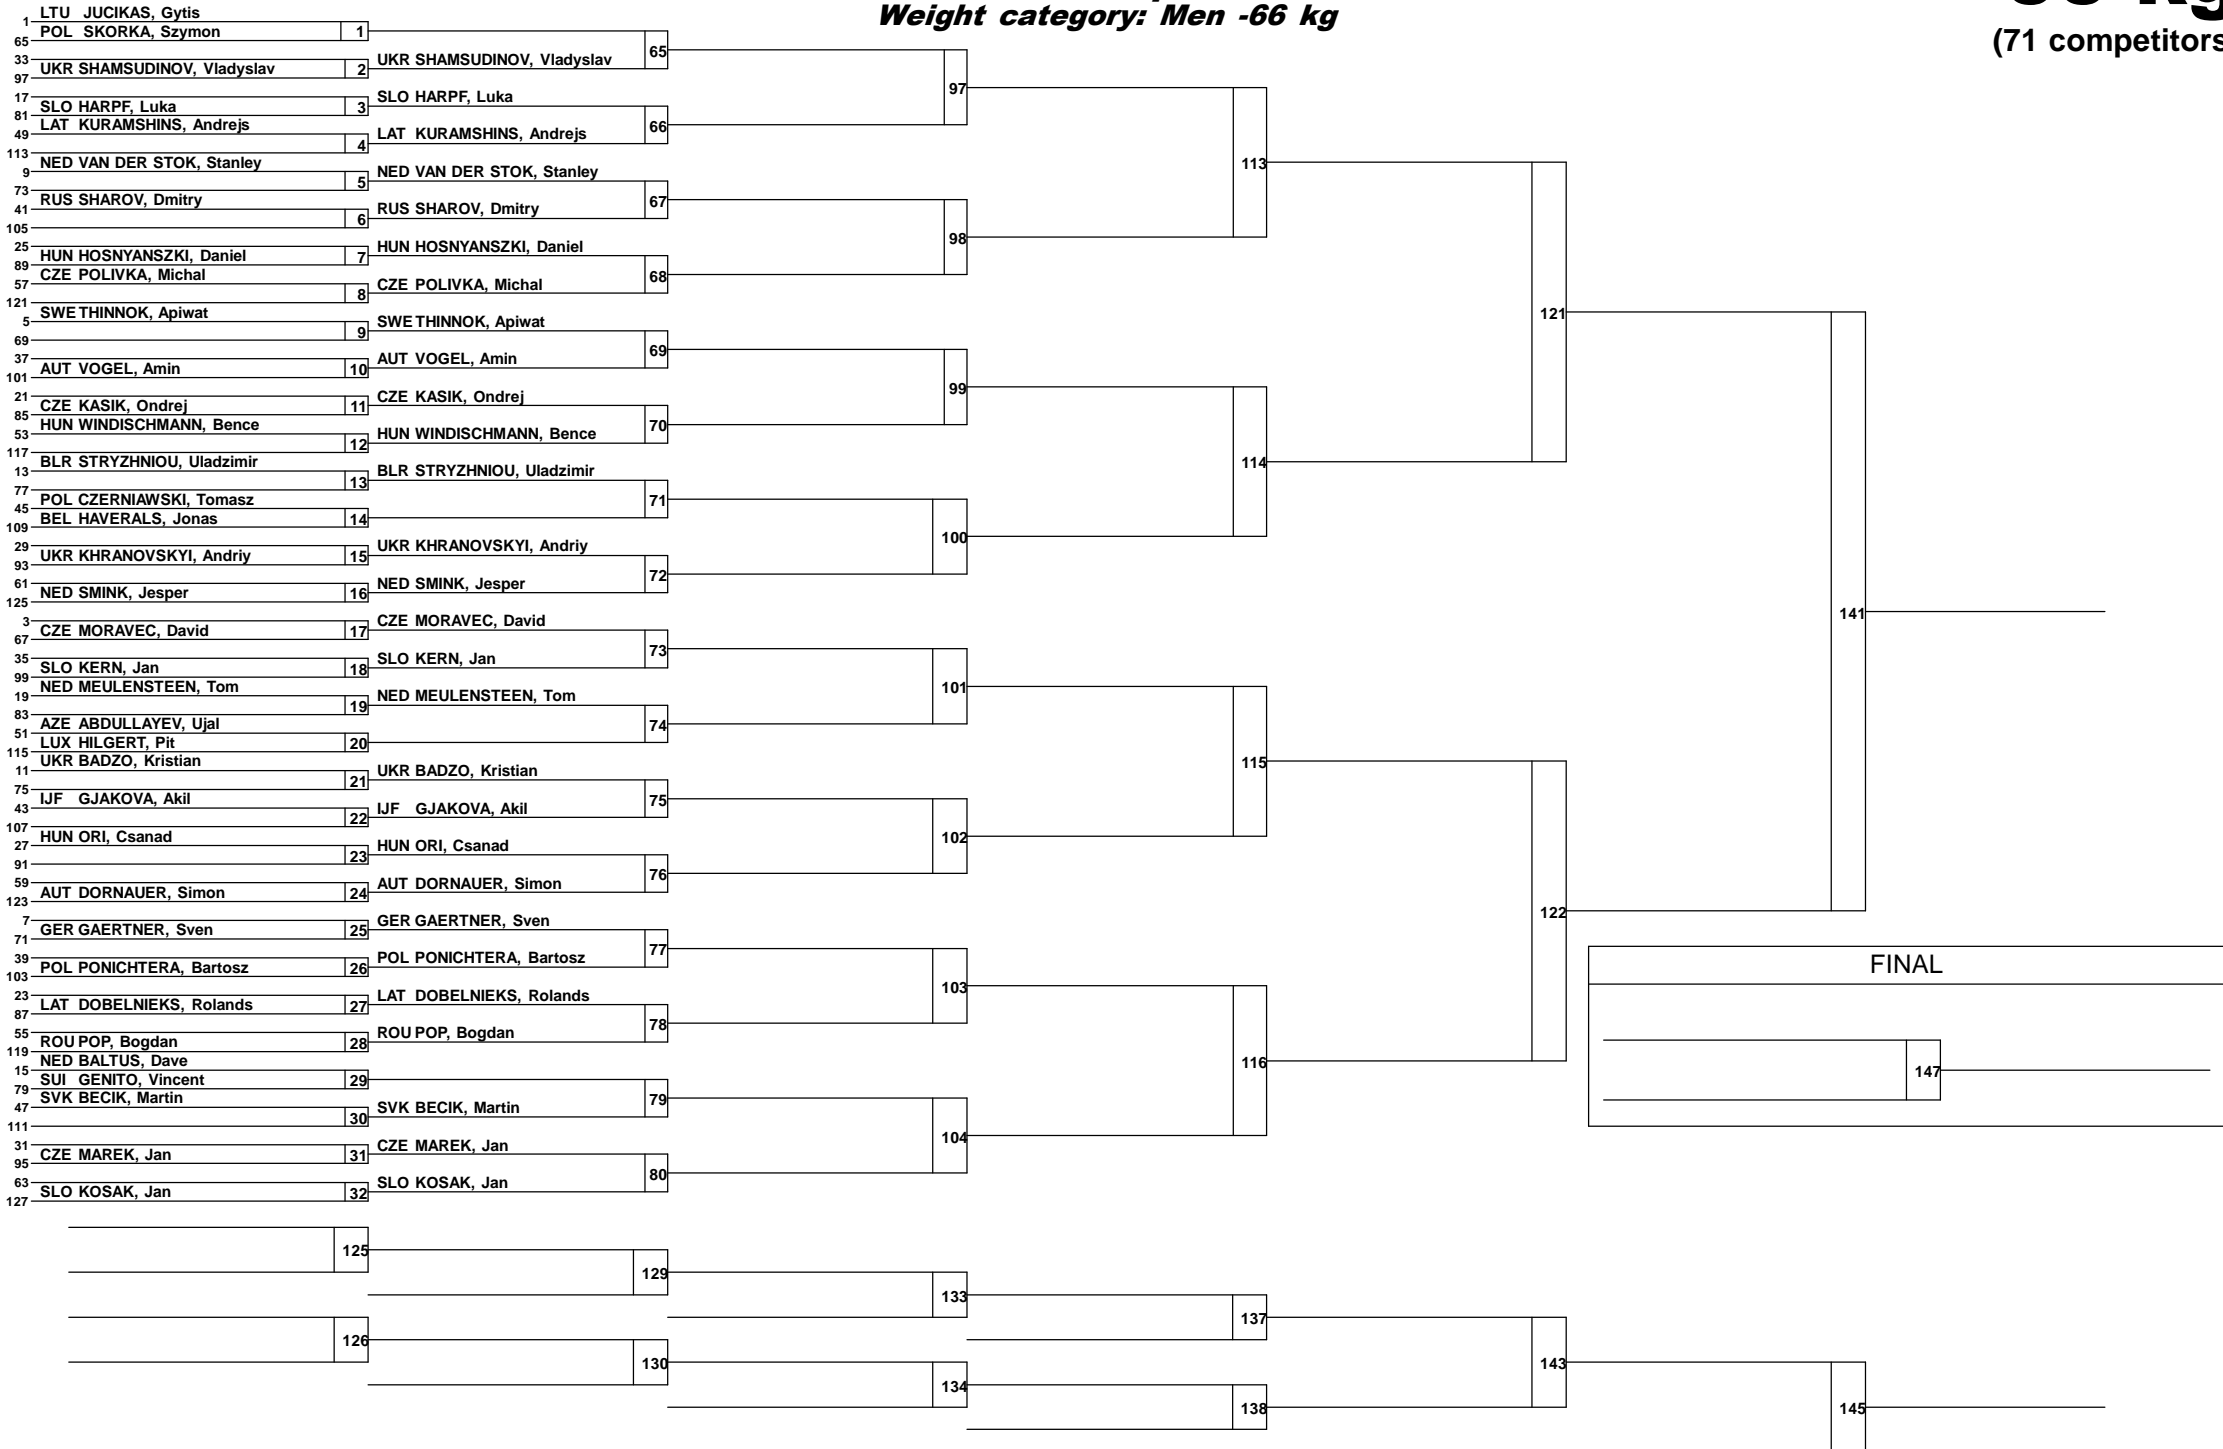 Weight category: Men -66 kg
(71 competitors
1 LTU JUCIKAS, Gytis
65 POL SKORKA, Szymon 1
33
97 UKR SHAMSUDINOV, Vladyslav 2
UKR SHAMSUDINOV, Vladyslav 65
17
81 SLO HARPF, Luka 3
SLO HARPF, Luka
49 LAT KURAMSHINS, Andrejs
113 4
LAT KURAMSHINS, Andrejs 66
97
9 NED VAN DER STOK, Stanley
73 5
NED VAN DER STOK, Stanley
41 RUS SHAROV, Dmitry
105 6
RUS SHAROV, Dmitry 67
25
89 HUN HOSNYANSZKI, Daniel 7
HUN HOSNYANSZKI, Daniel
57 CZE POLIVKA, Michal
121 8
CZE POLIVKA, Michal 68
98
113
5 SWE THINNOK, Apiwat
69 9
SWE THINNOK, Apiwat
37
101 AUT VOGEL, Amin 10
AUT VOGEL, Amin 69
21
85 CZE KASIK, Ondrej 11
CZE KASIK, Ondrej
53 HUN WINDISCHMANN, Bence
117 12
HUN WINDISCHMANN, Bence 70
99
13 BLR STRYZHNIOU, Uladzimir
77 13
BLR STRYZHNIOU, Uladzimir
45 POL CZERNIAWSKI, Tomasz
109 BEL HAVERALS, Jonas 14
71
29
93 UKR KHRANOVSKYI, Andriy 15
UKR KHRANOVSKYI, Andriy
61
125 NED SMINK, Jesper 16
NED SMINK, Jesper 72
100
114
121
3
67 CZE MORAVEC, David 17
CZE MORAVEC, David
35
99 SLO KERN, Jan 18
SLO KERN, Jan 73
19 NED MEULENSTEEN, Tom
83 19
NED MEULENSTEEN, Tom
51 AZE ABDULLAYEV, Ujal
115 LUX HILGERT, Pit 20
74
101
11 UKR BADZO, Kristian
75 21
UKR BADZO, Kristian
43 IJF GJAKOVA, Akil
107 22
IJF GJAKOVA, Akil 75
27 HUN ORI, Csanad
91 23
HUN ORI, Csanad
59
123 AUT DORNAUER, Simon 24
AUT DORNAUER, Simon 76
102
115
7
71 GER GAERTNER, Sven 25
GER GAERTNER, Sven
39
103 POL PONICHTERA, Bartosz 26
POL PONICHTERA, Bartosz 77
23
87 LAT DOBELNIEKS, Rolands 27
LAT DOBELNIEKS, Rolands
55
119 ROU POP, Bogdan 28
ROU POP, Bogdan 78
103
15 NED BALTUS, Dave
79 SUI GENITO, Vincent 29
47 SVK BECIK, Martin
111 30
SVK BECIK, Martin 79
31
95 CZE MAREK, Jan 31
CZE MAREK, Jan
63
127 SLO KOSAK, Jan 32
SLO KOSAK, Jan 80
104
116
122
141
FINAL
147
125
129
133
137
126
130
134
138
143
145